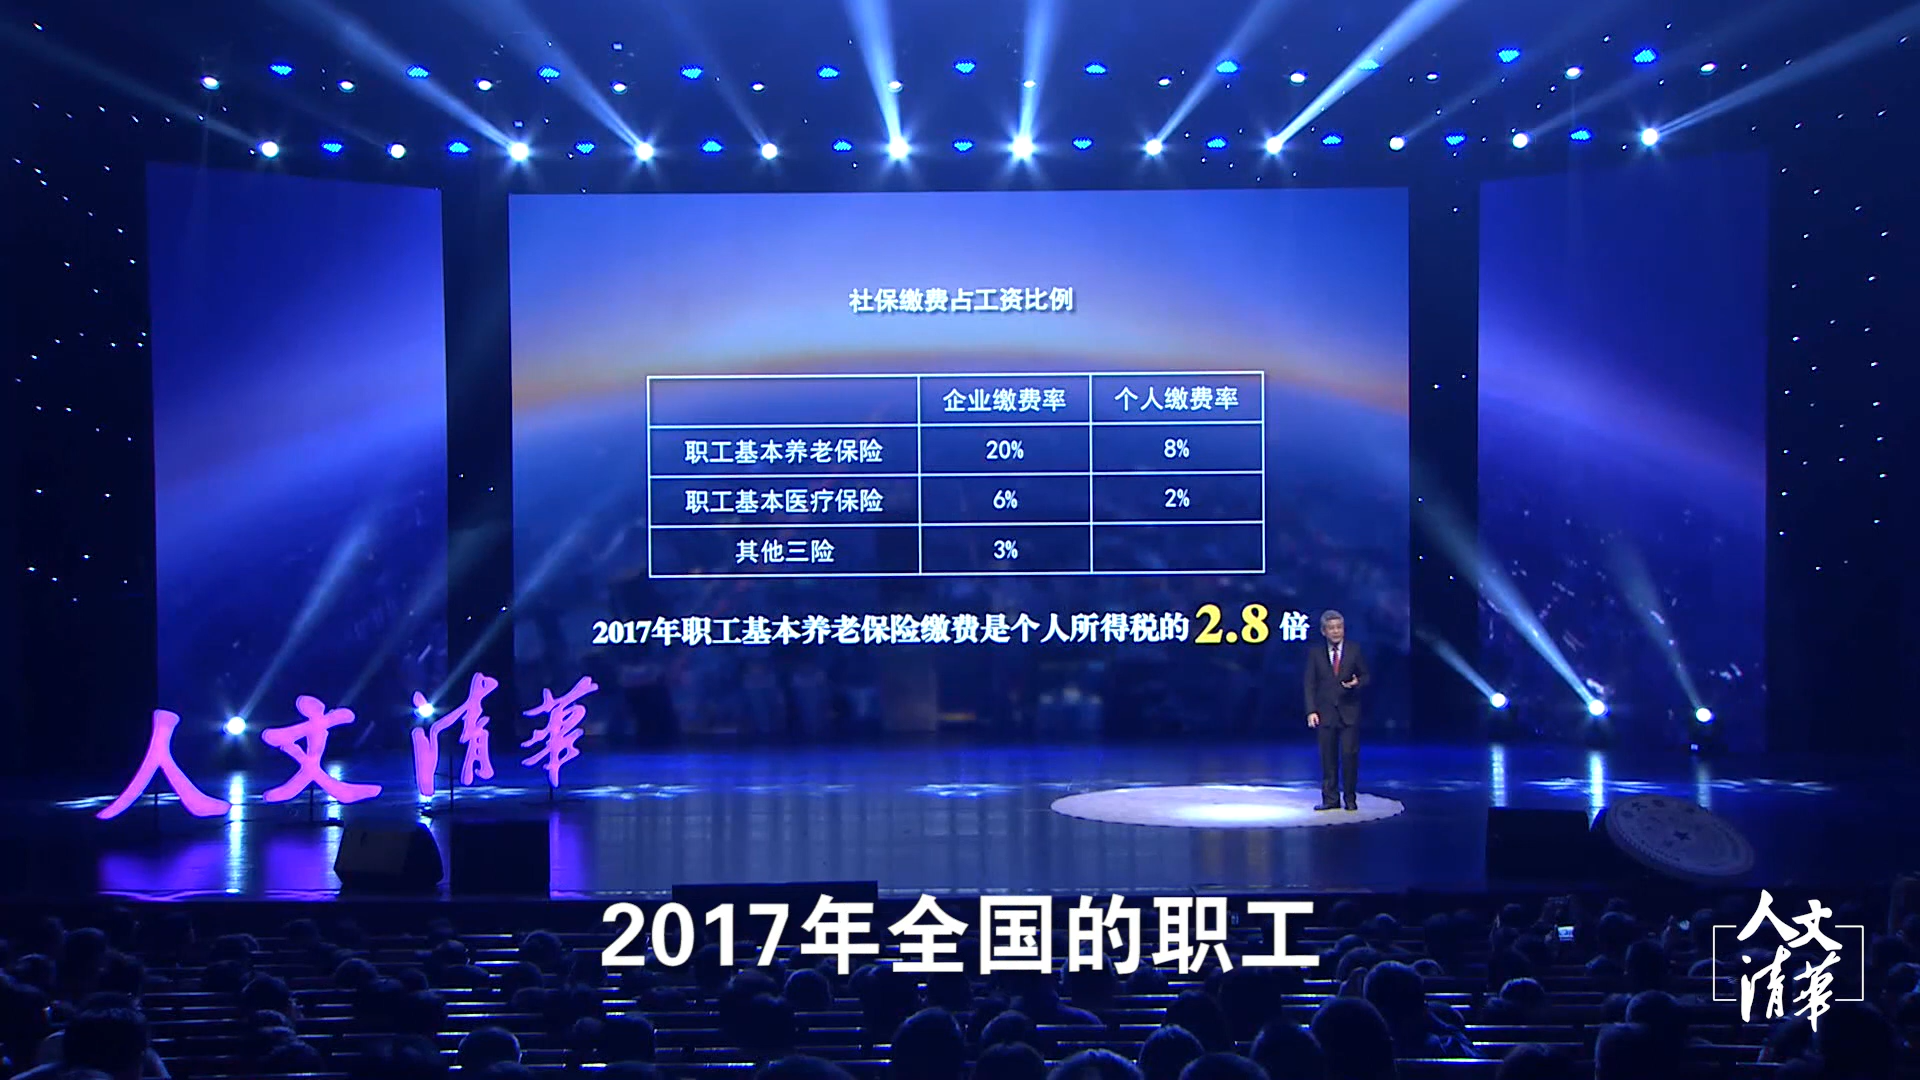 社保缴费占工资比例
企业缴费率 个人缴费率
职工基本养老保险 20% 8%
职工基本医疗保险 6% 2%
其他三险 3%
2017年职工基本养老保险缴费是个人所得税的2.8倍
人文清華
2017年全国的职工
人文
清華